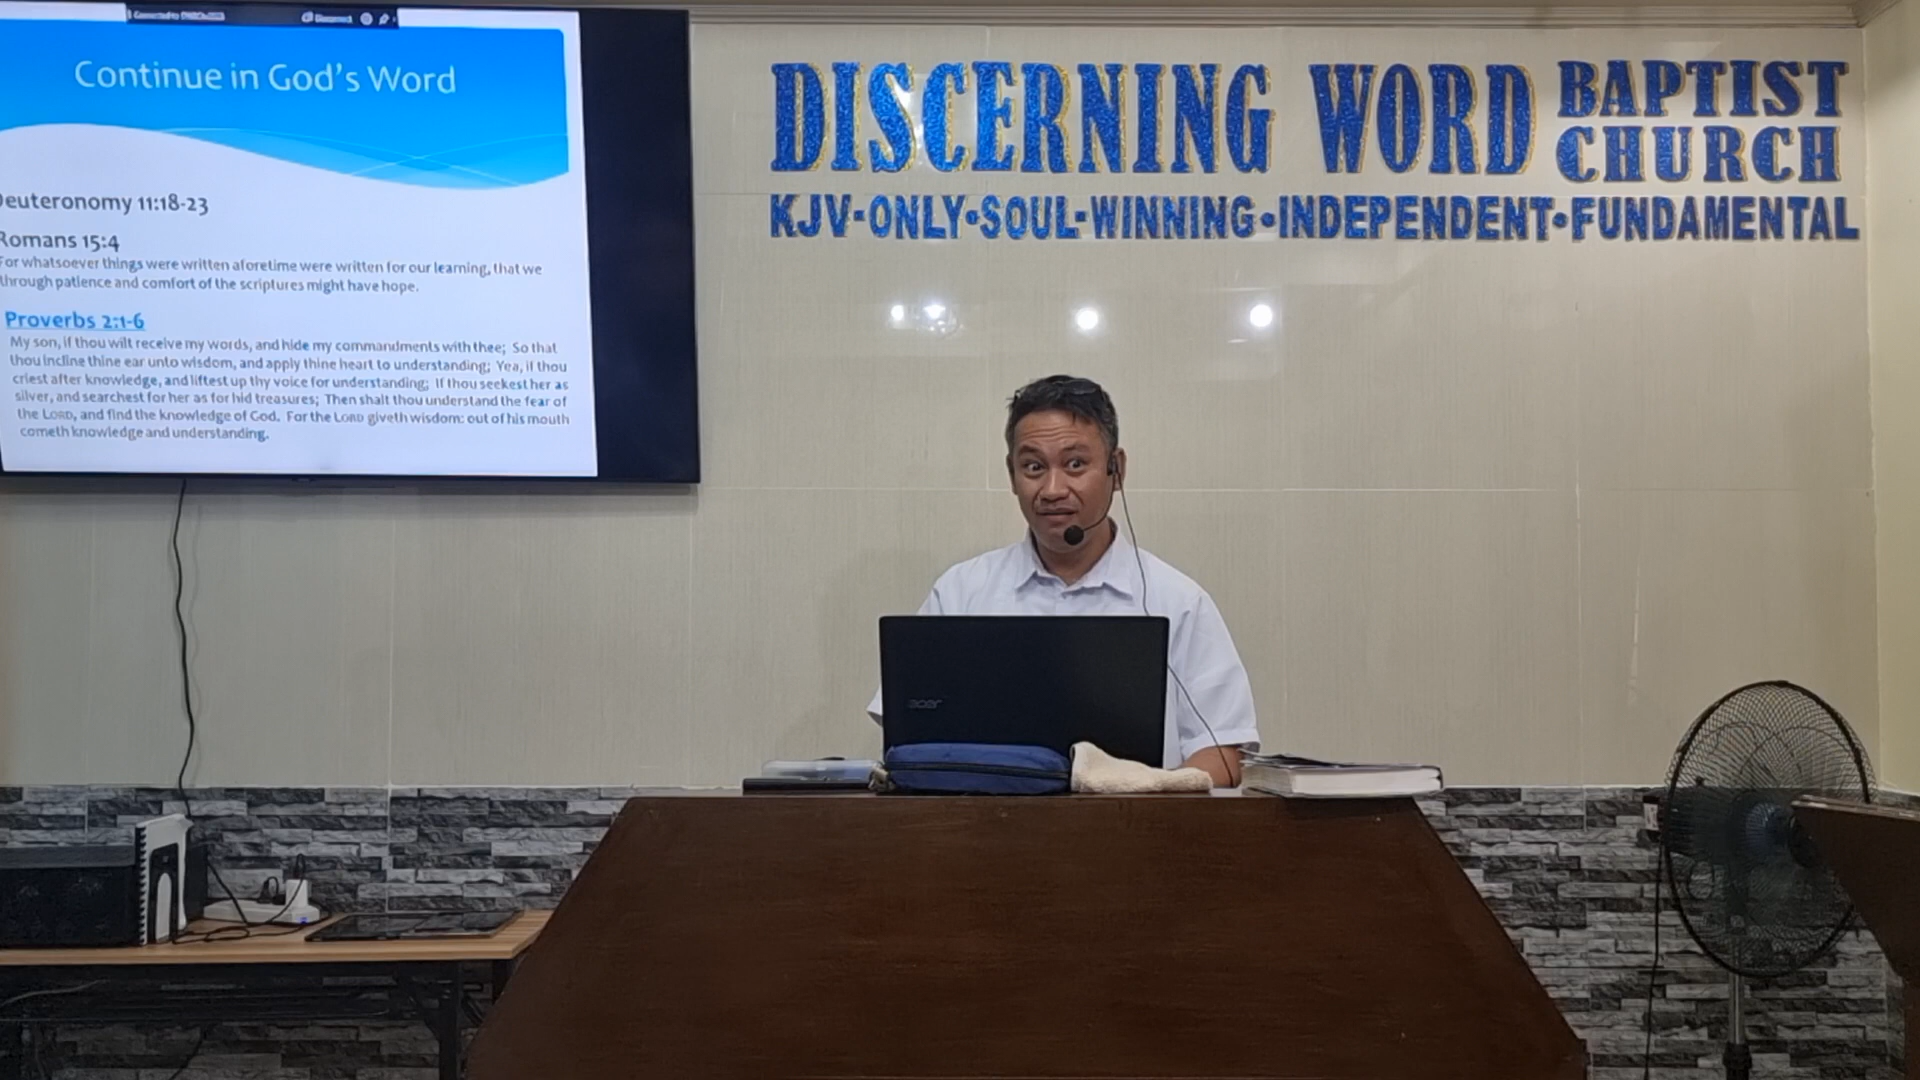 Disconnect
Continue in God's Word
Deuteronomy 11:18-23
Romans 15:4
For whatsoever things were written aforetime were written for our learning, that we
through patience and comfort of the scriptures might have hope.
Proverbs 2:1-6
My son, if thou wilt receive my words, and hide my commandments with thee; So that
thou incline thine ear unto wisdom, and apply thine heart to understanding; Yea, if thou
criest after knowledge, and liftest up thy voice for understanding; If thou seekest her as
silver, and searchest for her as for hid treasures; Then shalt thou understand the fear of
the LORD, and find the knowledge of God. For the LORD giveth wisdom: out of his mouth
cometh knowledge and understanding.
DISCERNING WORD BAPTIST
CHURCH
KJV-ONLY•SOUL-WINNING•INDEPENDENT•FUNDAMENTAL
acer